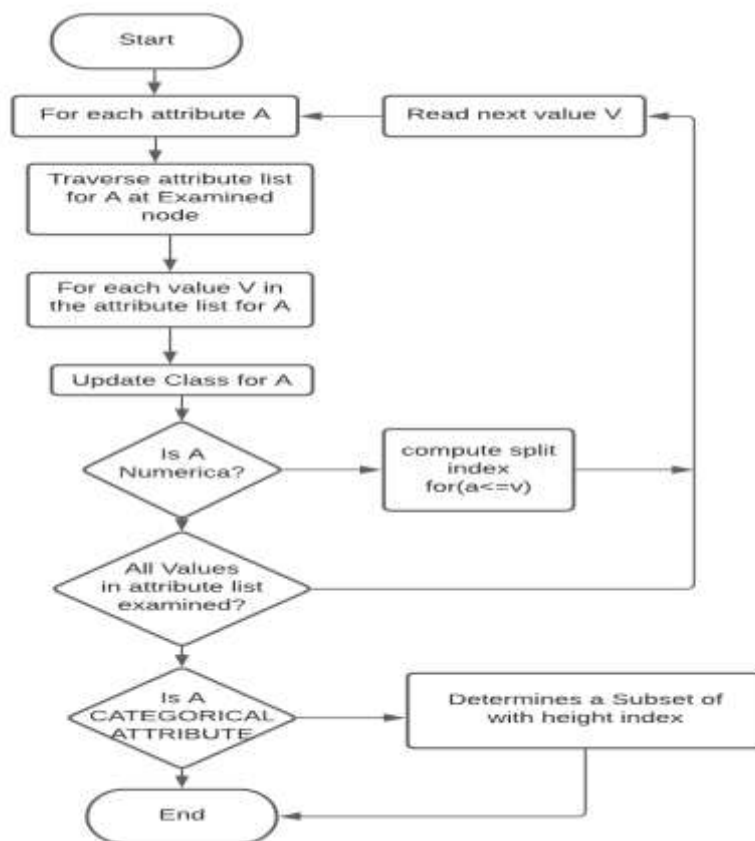 Start
For each attribute A
Read next value V
Traverse attribute list
for A at Examined
node
For each value V in
the attribute list for A
Update Class for A
Is A
Numerica?
compute split
index
for(a<=v)
All Values
in attribute list
examined?
Is A
CATEGORICAL
ATTRIBUTE
Determines a Subset of
with height index
End